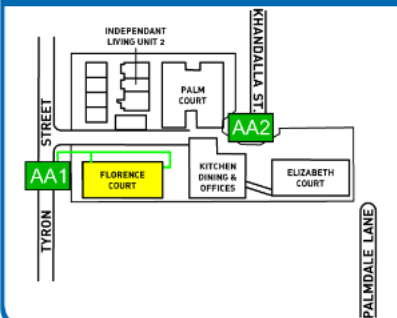 INDEPENDANT
LIVING UNIT 2
KHANDALLA ST.
PALM
COURT
AA2
TYRON STREET
AA1
FLORENCE
COURT
KITCHEN
DINING &
OFFICES
ELIZABETH
COURT
PALMDALE LANE